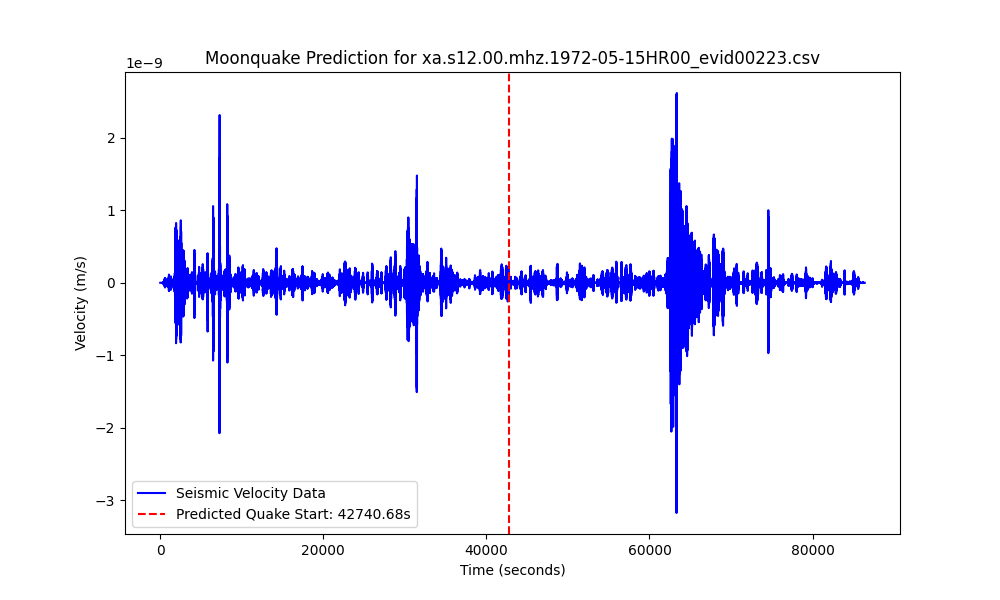 Moonquake Prediction for xa.s12.00.mhz.1972-05-15HR00_evid00223.csv
1e−9
2
1
0
−1
−2
−3
Velocity (m/s)
Seismic Velocity Data
Predicted Quake Start: 42740.68s
0 20000 40000 60000 80000
Time (seconds)